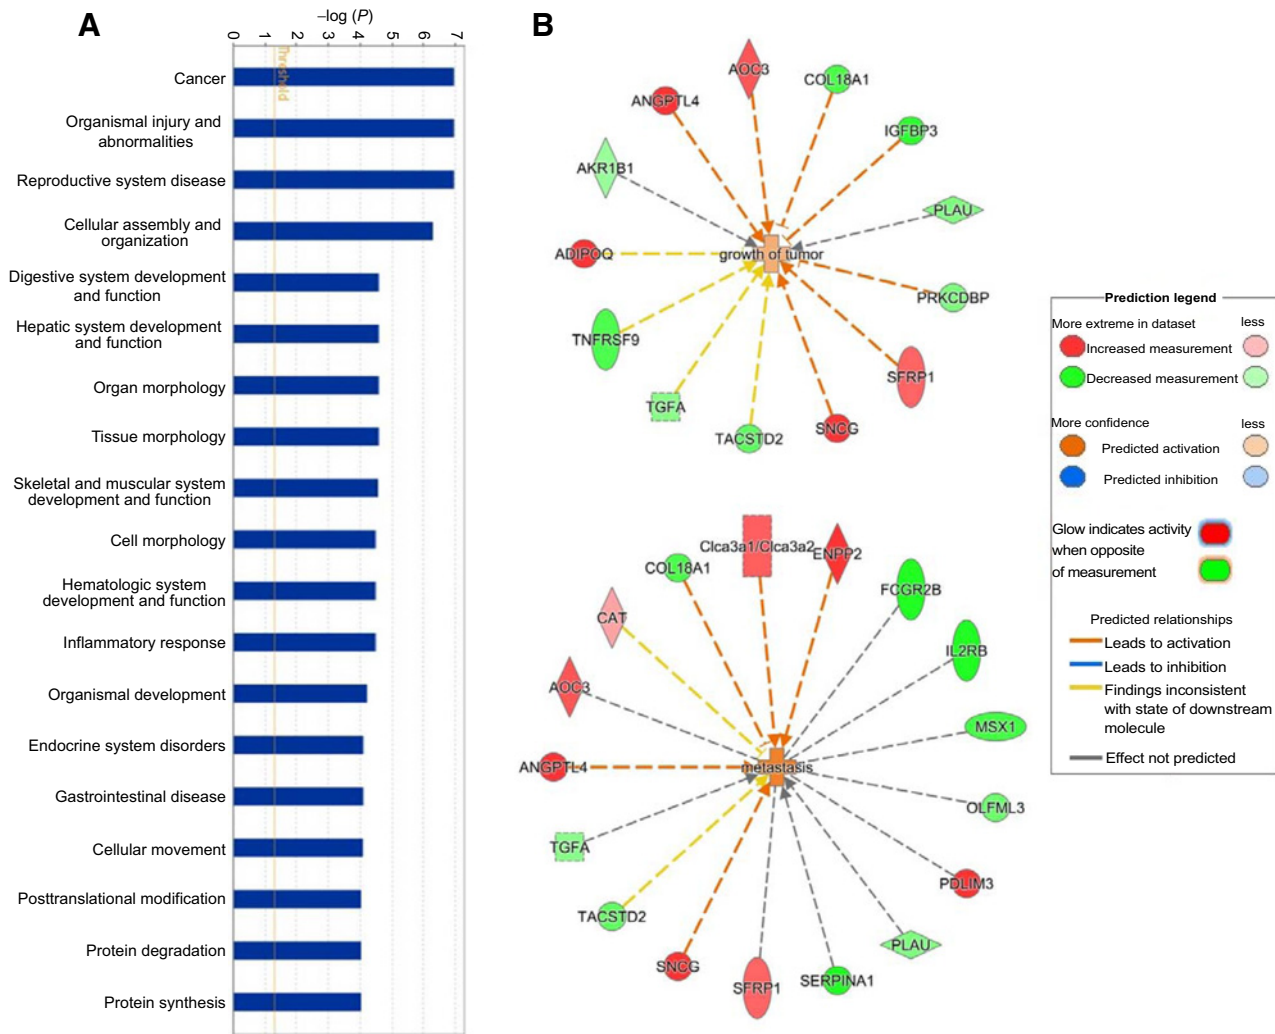 A
–log (P)
0 1 2 3 4 5 6 7
Threshold
Cancer
Organismal injury and
abnormalities
Reproductive system disease
Cellular assembly and
organization
Digestive system development
and function
Hepatic system development
and function
Organ morphology
Tissue morphology
Skeletal and muscular system
development and function
Cell morphology
Hematologic system
development and function
Inflammatory response
Organismal development
Endocrine system disorders
Gastrointestinal disease
Cellular movement
Posttranslational modification
Protein degradation
Protein synthesis
B
AOC3
COL18A1
ANGPTL4
IGFBP3
AKR1B1
PLAU
ADIPOQ
growth of tumor
PRKCDBP
TNFRSF9
SFRP1
TGFA
SNCG
TACSTD2
Clca3a1/Clca3a2
ENPP2
COL18A1
FCGR2B
CAT
IL2RB
AOC3
MSX1
ANGPTL4
metastasis
OLFML3
TGFA
PDLIM3
TACSTD2
PLAU
SNCG
SERPINA1
SFRP1
Prediction legend
More extreme in dataset less
Increased measurement
Decreased measurement
More confidence less
Predicted activation
Predicted inhibition
Glow indicates activity
when opposite
of measurement
Predicted relationships
Leads to activation
Leads to inhibition
Findings inconsistent
with state of downstream
molecule
Effect not predicted